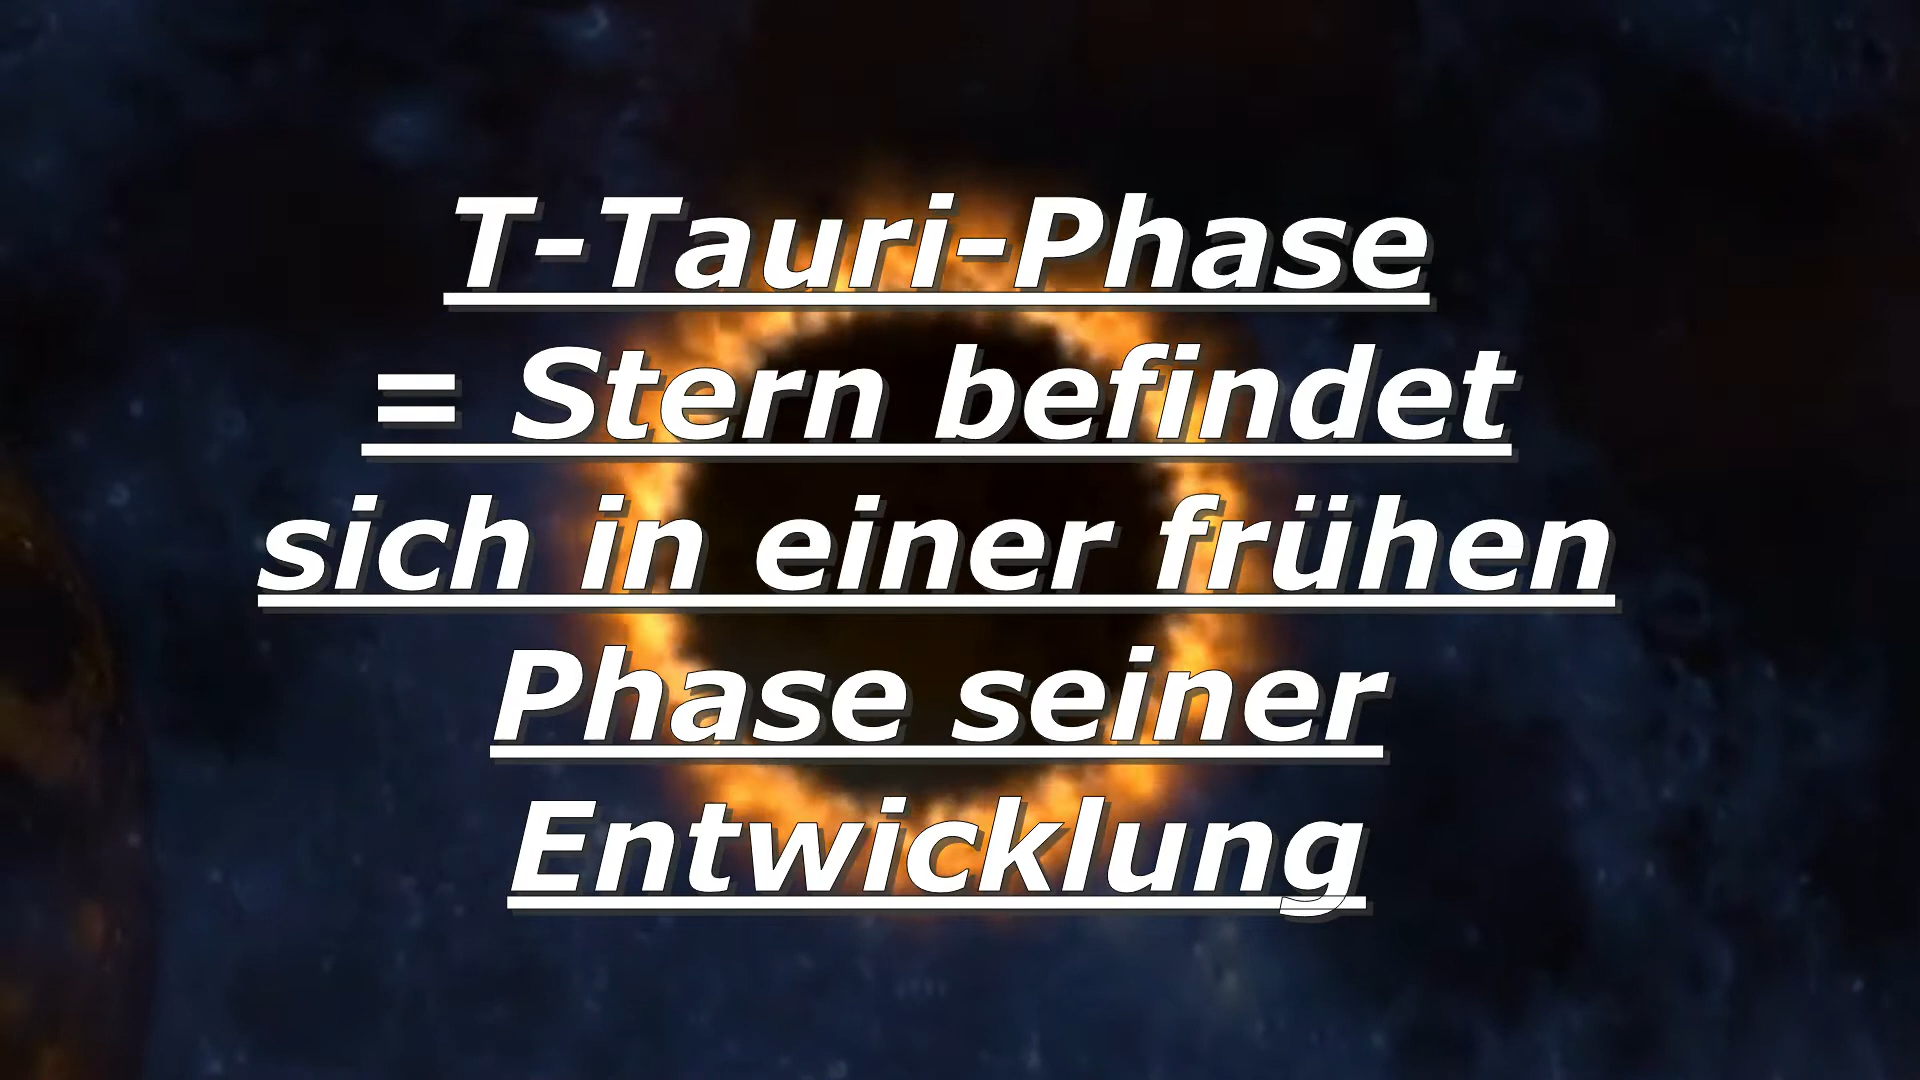 T-Tauri-Phase
= Stern befindet
sich in einer frühen
Phase seiner
Entwicklung